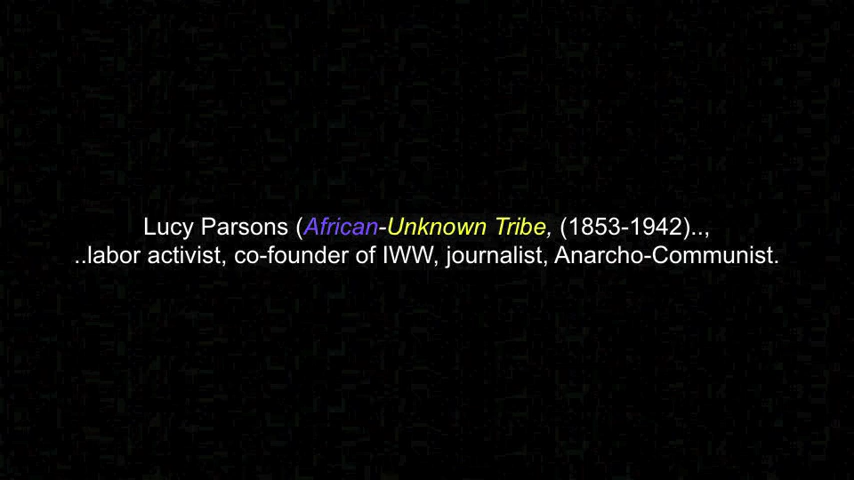 Lucy Parsons (African-Unknown Tribe, (1853-1942)..,
..labor activist, co-founder of IWW, journalist, Anarcho-Communist.